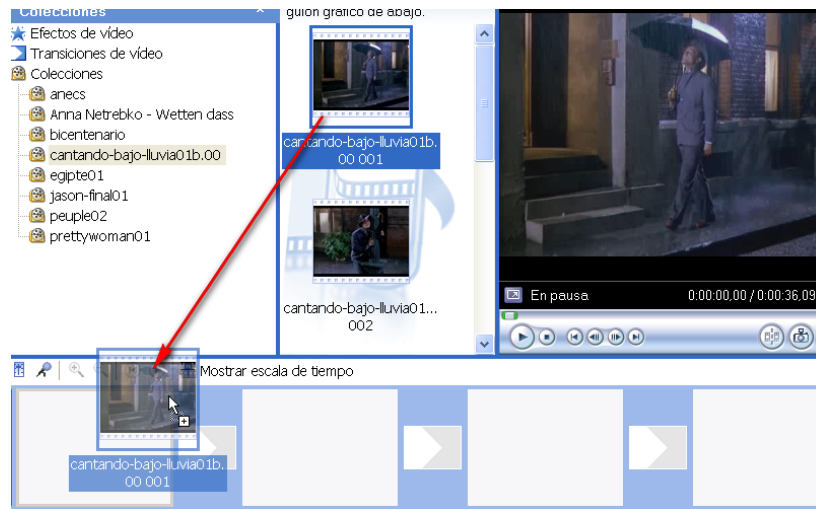 Colecciones
Efectos de vídeo
Transiciones de vídeo
Colecciones
anecs
Anna Netrebko - Wetten dass
bicentenario
cantando-bajo-lluvia01b.00
egipte01
jason-final01
peuple02
prettywoman01
guión gráfico de abajo.
cantando-bajo-lluvia01b.
00 001
cantando-bajo-lluvia01...
002
En pausa
0:00:00,00 / 0:00:36,09
Mostrar escala de tiempo
cantando-bajo-lluvia01b.
00 001